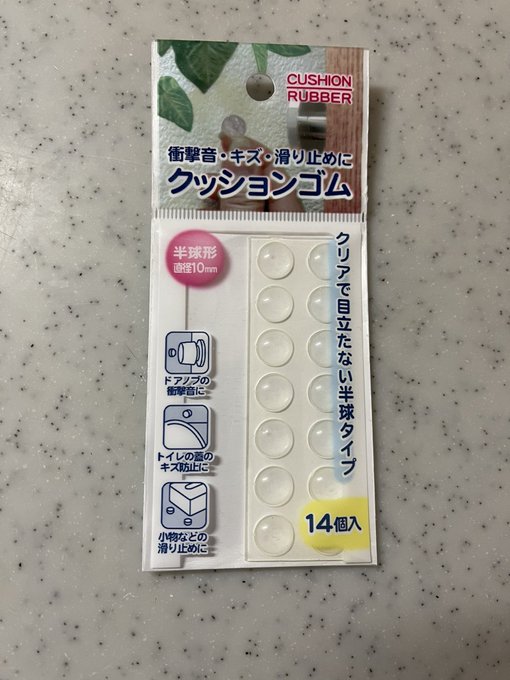 CUSHION
RUBBER
衝撃音・キズ・滑り止めに
クッションゴム
半球形
直径10mm
クリアで目立たない半球タイプ
ドアノブの
衝撃音に
トイレの蓋の
キズ防止に
小物などの
滑り止めに
14個入